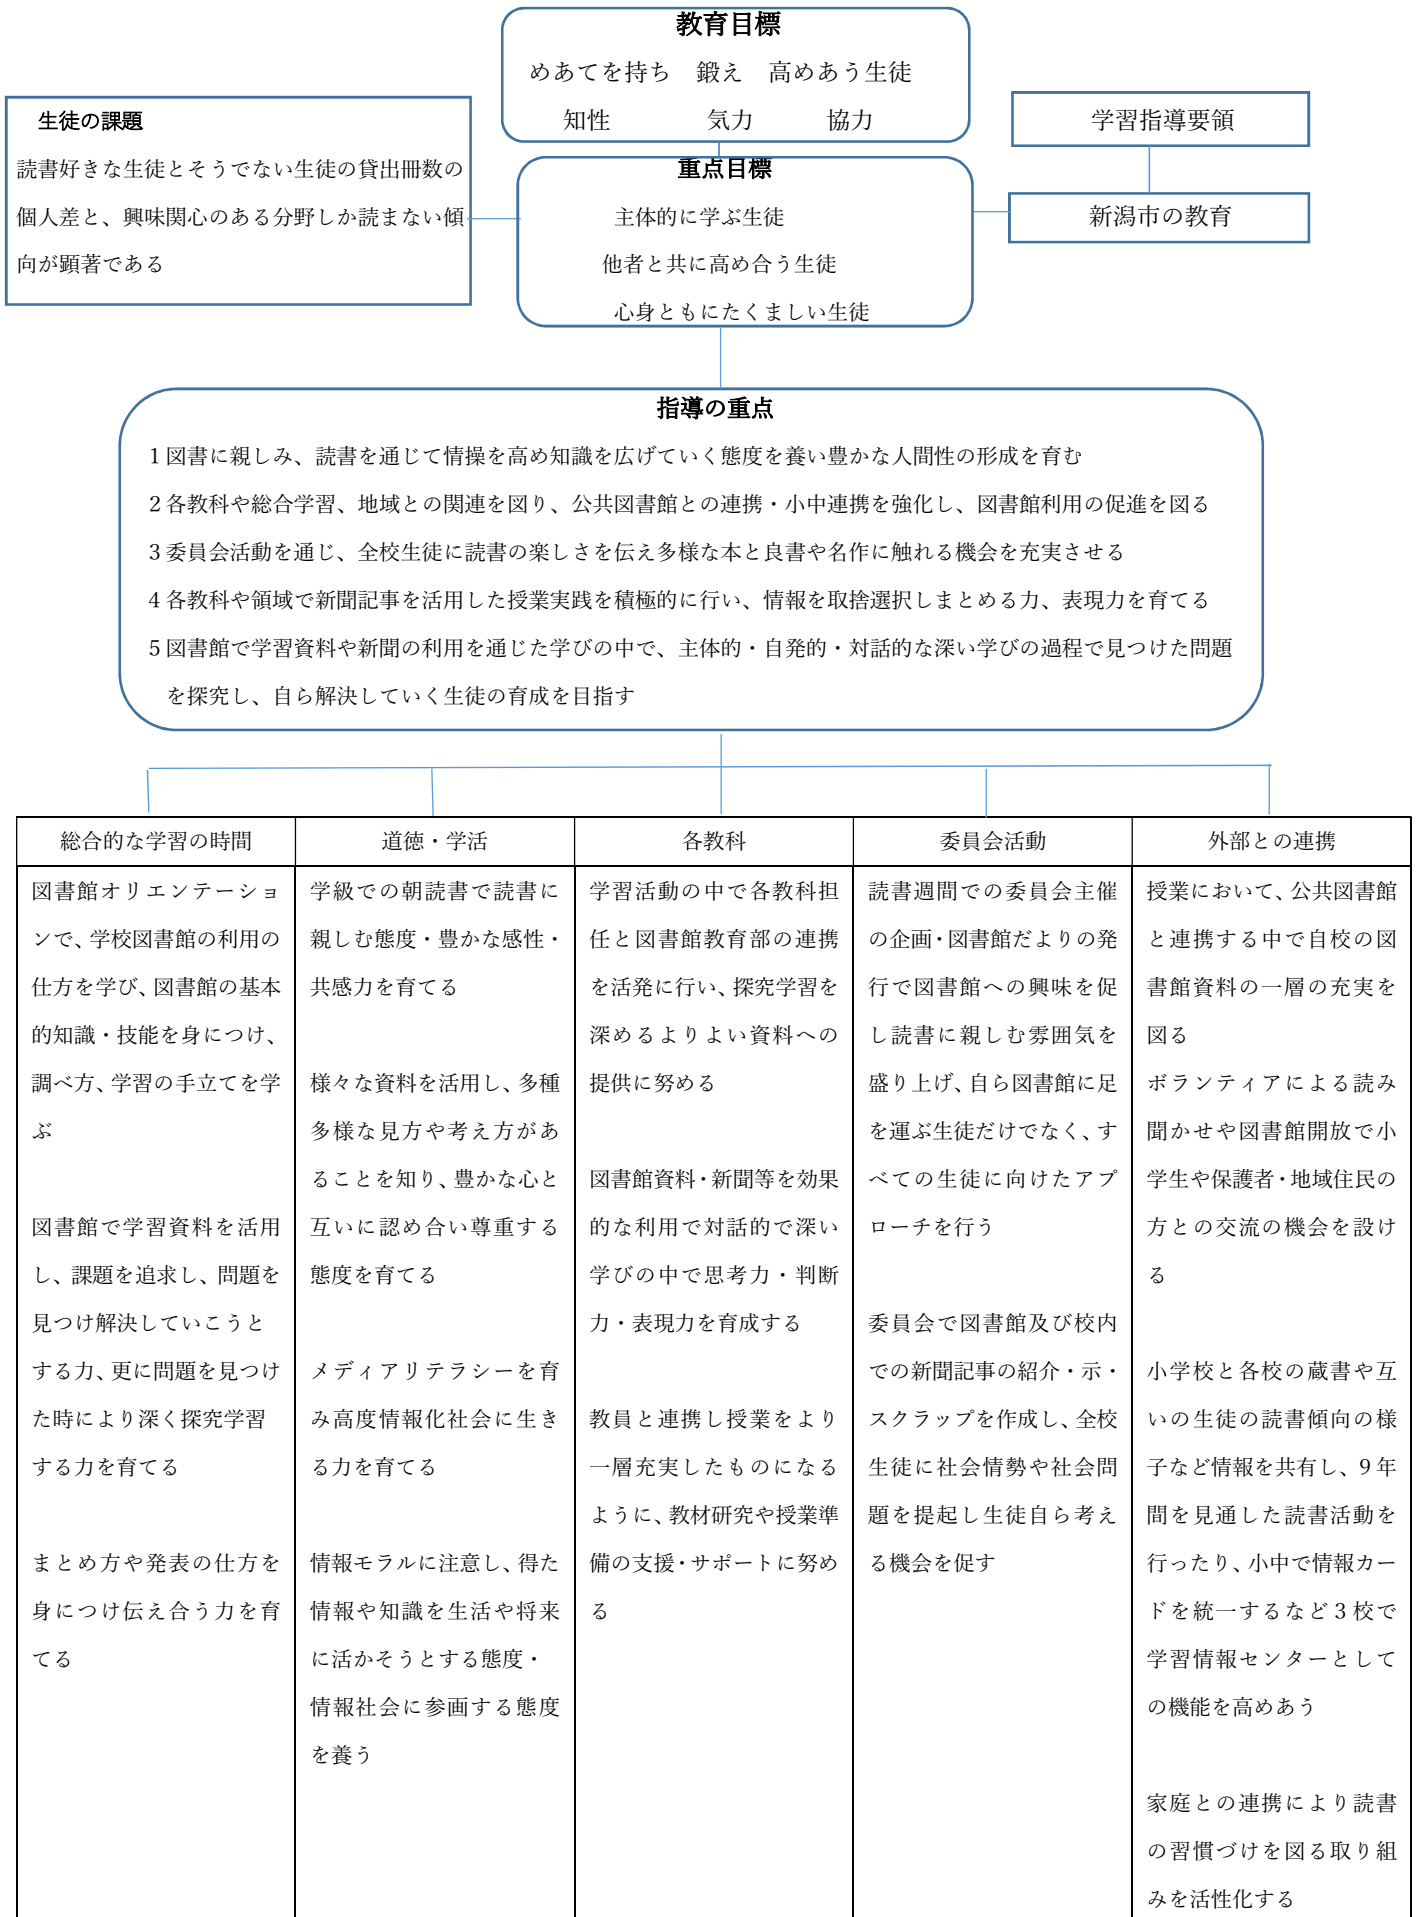 教育目標
めあてを持ち　鍛え　高めあう生徒
知性　気力　協力
生徒の課題
読書好きな生徒とそうでない生徒の貸出冊数の
個人差と、興味関心のある分野しか読まない傾
向が顕著である
重点目標
主体的に学ぶ生徒
他者と共に高め合う生徒
心身ともにたくましい生徒
学習指導要領
新潟市の教育
指導の重点
1 図書に親しみ、読書を通じて情操を高め知識を広げていく態度を養い豊かな人間性の形成を育む
2 各教科や総合学習、地域との関連を図り、公共図書館との連携・小中連携を強化し、図書館利用の促進を図る
3 委員会活動を通じ、全校生徒に読書の楽しさを伝え多様な本と良書や名作に触れる機会を充実させる
4 各教科や領域で新聞記事を活用した授業実践を積極的に行い、情報を取捨選択しまとめる力、表現力を育てる
5 図書館で学習資料や新聞の利用を通じた学びの中で、主体的・自発的・対話的な深い学びの過程で見つけた問題
を探究し、自ら解決していく生徒の育成を目指す
総合的な学習の時間
図書館オリエンテーショ
ンで、学校図書館の利用の
仕方を学び、図書館の基本
的知識・技能を身につけ、
調べ方、学習の手立てを学
ぶ
図書館で学習資料を活用
し、課題を追求し、問題を
見つけ解決していこうと
する力、更に問題を見つけ
た時により深く探究学習
する力を育てる
まとめ方や発表の仕方を
身につけ伝え合う力を育
てる
道徳・学活
学級での朝読書で読書に
親しむ態度・豊かな感性・
共感力を育てる
様々な資料を活用し、多種
多様な見方や考え方があ
ることを知り、豊かな心と
互いに認め合い尊重する
態度を育てる
メディアリテラシーを育
み高度情報化社会に生き
る力を育てる
情報モラルに注意し、得た
情報や知識を生活や将来
に活かそうとする態度・
情報社会に参画する態度
を養う
各教科
学習活動の中で各教科担
任と図書館教育部の連携
を活発に行い、探究学習を
深めるよりよい資料への
提供に努める
図書館資料・新聞等を効果
的な利用で対話的で深い
学びの中で思考力・判断
力・表現力を育成する
教員と連携し授業をより
一層充実したものになる
ように、教材研究や授業準
備の支援・サポートに努め
る
委員会活動
読書週間での委員会主催
の企画・図書館だよりの発
行で図書館への興味を促
し読書に親しむ雰囲気を
盛り上げ、自ら図書館に足
を運ぶ生徒だけでなく、す
べての生徒に向けたアプ
ローチを行う
委員会で図書館及び校内
での新聞記事の紹介・示・
スクラップを作成し、全校
生徒に社会情勢や社会問
題を提起し生徒自ら考え
る機会を促す
外部との連携
授業において、公共図書館
と連携する中で自校の図
書館資料の一層の充実を
図る
ボランティアによる読み
聞かせや図書館開放で小
学生や保護者・地域住民の
方との交流の機会を設け
る
小学校と各校の蔵書や互
いの生徒の読書傾向の様
子など情報を共有し、９年
間を見通した読書活動を
行ったり、小中で情報カー
ドを統一するなど３校で
学習情報センターとして
の機能を高めあう
家庭との連携により読書
の習慣づけを図る取り組
みを活性化する